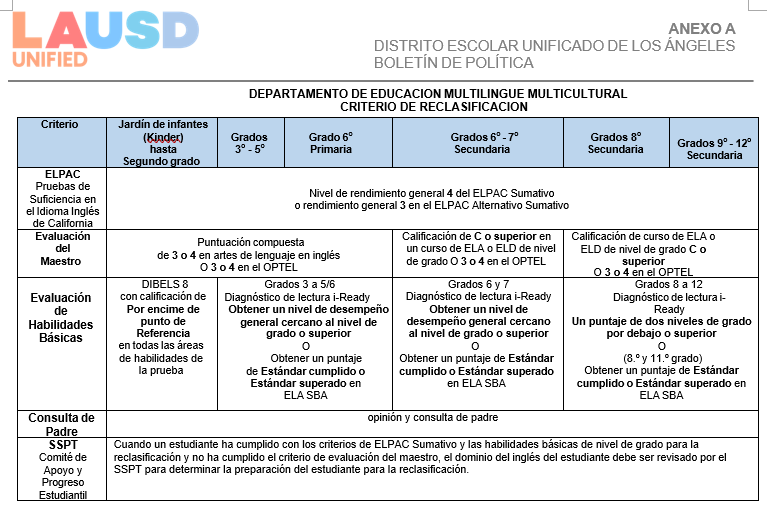 LAUSD
UNIFIED
ANEXO A
DISTRITO ESCOLAR UNIFICADO DE LOS ÁNGELES
BOLETÍN DE POLÍTICA
DEPARTAMENTO DE EDUCACION MULTILINGUE MULTICULTURAL
CRITERIO DE RECLASIFICACION
Criterio
Jardín de infantes
(Kinder)
hasta
Segundo grado
Grados
3º - 5º
Grado 6º
Primaria
Grados 6º - 7º
Secundaria
Grados 8º
Secundaria
Grados 9º - 12º
Secundaria
ELPAC
Pruebas de
Suficiencia en
el Idioma Inglés
de California
Nivel de rendimiento general 4 del ELPAC Sumativo
o rendimiento general 3 en el ELPAC Alternativo Sumativo
Evaluación
del
Maestro
Puntuación compuesta
de 3 o 4 en artes de lenguaje en inglés
O 3 o 4 en el OPTEL
Calificación de C o superior en
un curso de ELA o ELD de nivel
de grado O 3 o 4 en el OPTEL
Calificación de curso de ELA o
ELD de nivel de grado C o
superior
O 3 o 4 en el OPTEL
Evaluación
de
Habilidades
Básicas
DIBELS 8
con calificación de
Por encime de
punto de
Referencia
en todas las áreas
de habilidades de
la prueba
Grados 3 a 5/6
Diagnóstico de lectura i-Ready
Obtener un nivel de desempeño
general cercano al nivel de
grado o superior
O
Obtener un puntaje
de Estándar cumplido o
Estándar superado en
ELA SBA
Grados 6 y 7
Diagnóstico de lectura i-Ready
Obtener un nivel de
desempeño general cercano
al nivel de grado o superior
O
Obtener un puntaje de Estándar
cumplido o Estándar superado
en ELA SBA
Grados 8 a 12
Diagnóstico de lectura i-
Ready
Un puntaje de dos niveles de grado
por debajo o superior
O
(8.º y 11.º grado)
Obtener un puntaje de Estándar
cumplido o Estándar superado en
ELA SBA
Consulta de
Padre
opinión y consulta de padre
SSPT
Comité de
Apoyo y
Progreso
Estudiantil
Cuando un estudiante ha cumplido con los criterios de ELPAC Sumativo y las habilidades básicas de nivel de grado para la
reclasificación y no ha cumplido el criterio de evaluación del maestro, el dominio del inglés del estudiante debe ser revisado por el
SSPT para determinar la preparación del estudiante para la reclasificación.